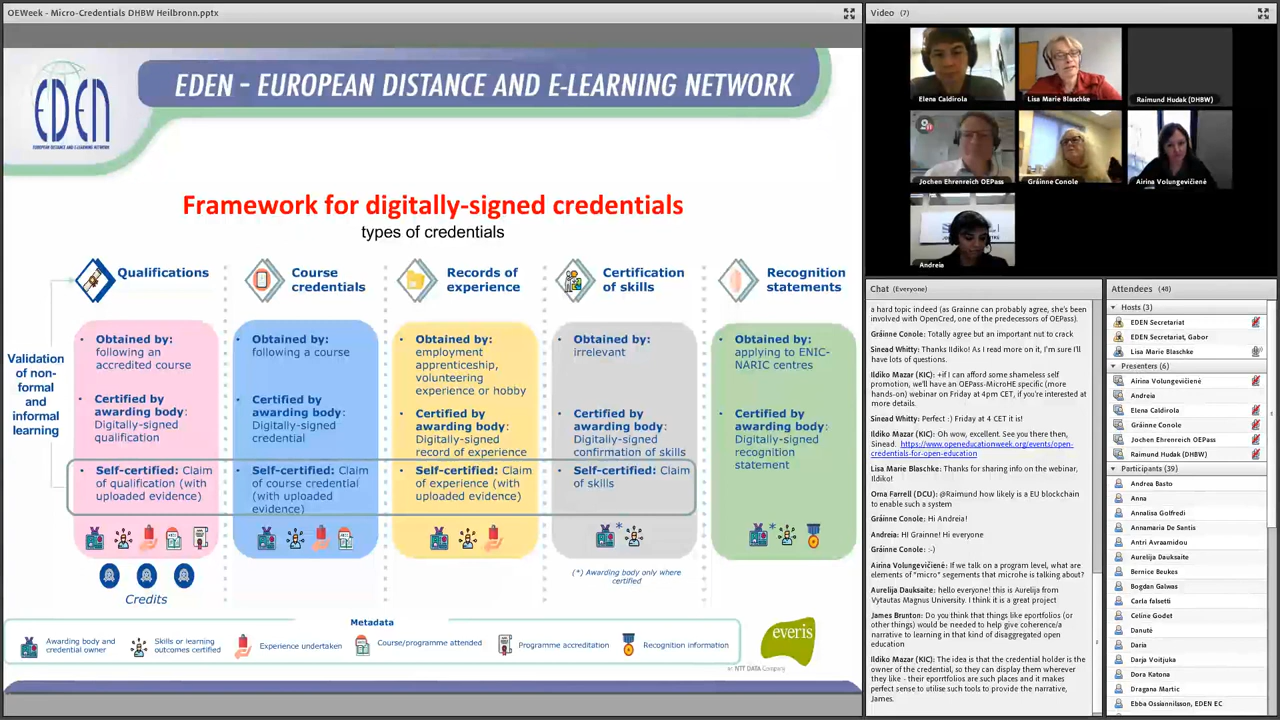 OEWeek - Micro-Credentials DHBW Heilbronn.pptx
EDEN
EUROPEAN DISTANCE AND E-LEARNING NETWORK
EDEN - EUROPEAN DISTANCE AND E-LEARNING NETWORK
Framework for digitally-signed credentials
types of credentials
Validation
of non-
formal
and
informal
learning
Qualifications
• Obtained by:
following an
accredited course
• Certified by
awarding body:
Digitally-signed
qualification
• Self-certified: Claim
of qualification (with
uploaded evidence)
Credits
Course
credentials
• Obtained by:
following a course
• Certified by
awarding body:
Digitally-signed
credential
• Self-certified: Claim
of course credential
(with uploaded
evidence)
Records of
experience
• Obtained by:
employment
apprenticeship,
volunteering
experience or hobby
• Certified by
awarding body:
Digitally-signed
record of experience
• Self-certified: Claim
of experience (with
uploaded evidence)
Certification
of skills
• Obtained by:
irrelevant
• Certified by
awarding body:
Digitally-signed
confirmation of skills
• Self-certified: Claim
of skills
*
(*) Awarding body only where
certified
Recognition
statements
• Obtained by:
applying to ENIC-
NARIC centres
• Certified by
awarding body:
Digitally-signed
recognition
statement
*
Metadata
Awarding body and
credential owner
Skills or learning
outcomes certified
Experience undertaken
Course/programme attended
Programme accreditation
Recognition information
everis
an NTT DATA Company
Video (7)
Elena Caldirola
Lisa Marie Blaschke
Raimund Hudak (DHBW)
Jochen Ehrenreich OEPass
Gráinne Conole
Airina Volungevičienė
Andreia
Chat (Everyone)
a hard topic indeed (as Grainne can probably agree, she's been
involved with OpenCred, one of the predecessors of OEPass).
Gráinne Conole: Totally agree but an important nut to crack
Sinead Whitty: Thanks Ildiko! As I read more on it, I'm sure I'll
have lots of questions.
Ildiko Mazar (KIC): +if I can afford some shameless self
promotion, we'll have an OEPass-MicroHE specific (more
hands-on) webinar on Friday at 4pm CET, if you're interested at
more details.
Sinead Whitty: Perfect :) Friday at 4 CET it is!
Ildiko Mazar (KIC): Oh wow, excellent. See you there then,
Sinead. https://www.openeducationweek.org/events/open-
credentials-for-open-education
Lisa Marie Blaschke: Thanks for sharing info on the webinar,
Ildiko!
Orna Farrell (DCU): @Raimund how likely is a EU blockchain
to enable such a system
Gráinne Conole: Hi Andreia!
Andreia: HI Grainne! Hi everyone
Gráinne Conole: :-)
Airina Volungevičienė: If we talk on a program level, what are
elements of "micro" segements that microhe is talking about?
Aurelija Dauksaite: hello everyone! this is Aurelija from
Vytautas Magnus University. I think it is a great project
James Brunton: Do you think that things like eportfolios (or
other things) would be needed to help give coherence/a
narrative to learning in that kind of disaggregated open
education
Ildiko Mazar (KIC): The idea is that the credential holder is the
owner of the credential, so they can display them wherever
they like - their eportfolios are such places and it makes
perfect sense to utilise such tools to provide the narrative,
James.
Attendees (48)
Hosts (3)
EDEN Secretariat
EDEN Secretariat, Gabor
Lisa Marie Blaschke
Presenters (6)
Airina Volungevičienė
Andreia
Elena Caldirola
Gráinne Conole
Jochen Ehrenreich OEPass
Raimund Hudak (DHBW)
Participants (39)
Andrea Basto
Anna
Annalisa Golfredi
Annamaria De Santis
Antri Avraamidou
Aurelija Dauksaite
Bernice Beukes
Bogdan Galwas
Carla falsetti
Celine Godet
Danutė
Daria
Darja Voitjuka
Dora Katona
Dragana Martic
Ebba Ossiannilsson, EDEN EC